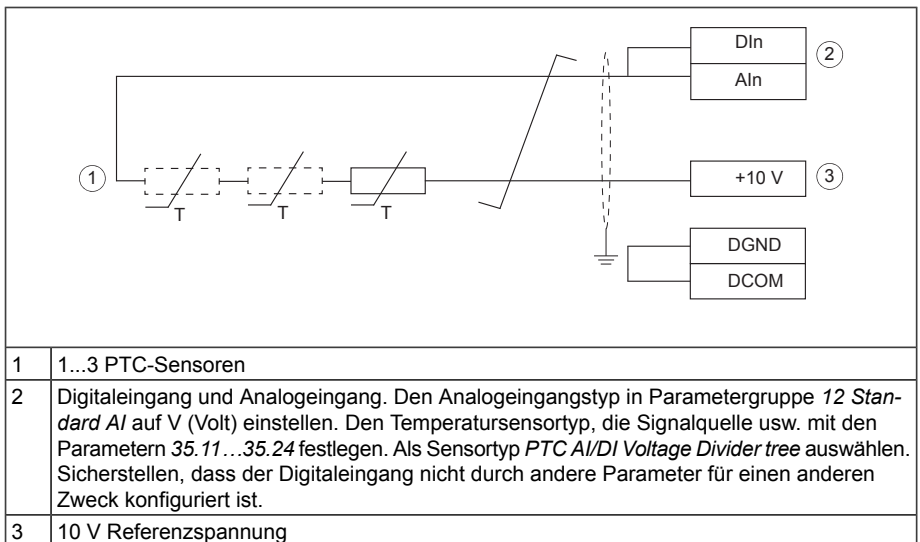 DIn
2
AIn
1
T
T
T
+10 V
3
DGND
DCOM
1 1...3 PTC-Sensoren
2 Digitaleingang und Analogeingang. Den Analogeingangstyp in Parametergruppe 12 Stan-
dard AI auf V (Volt) einstellen. Den Temperatursensortyp, die Signalquelle usw. mit den
Parametern 35.11…35.24 festlegen. Als Sensortyp PTC AI/DI Voltage Divider tree auswählen.
Sicherstellen, dass der Digitaleingang nicht durch andere Parameter für einen anderen
Zweck konfiguriert ist.
3 10 V Referenzspannung